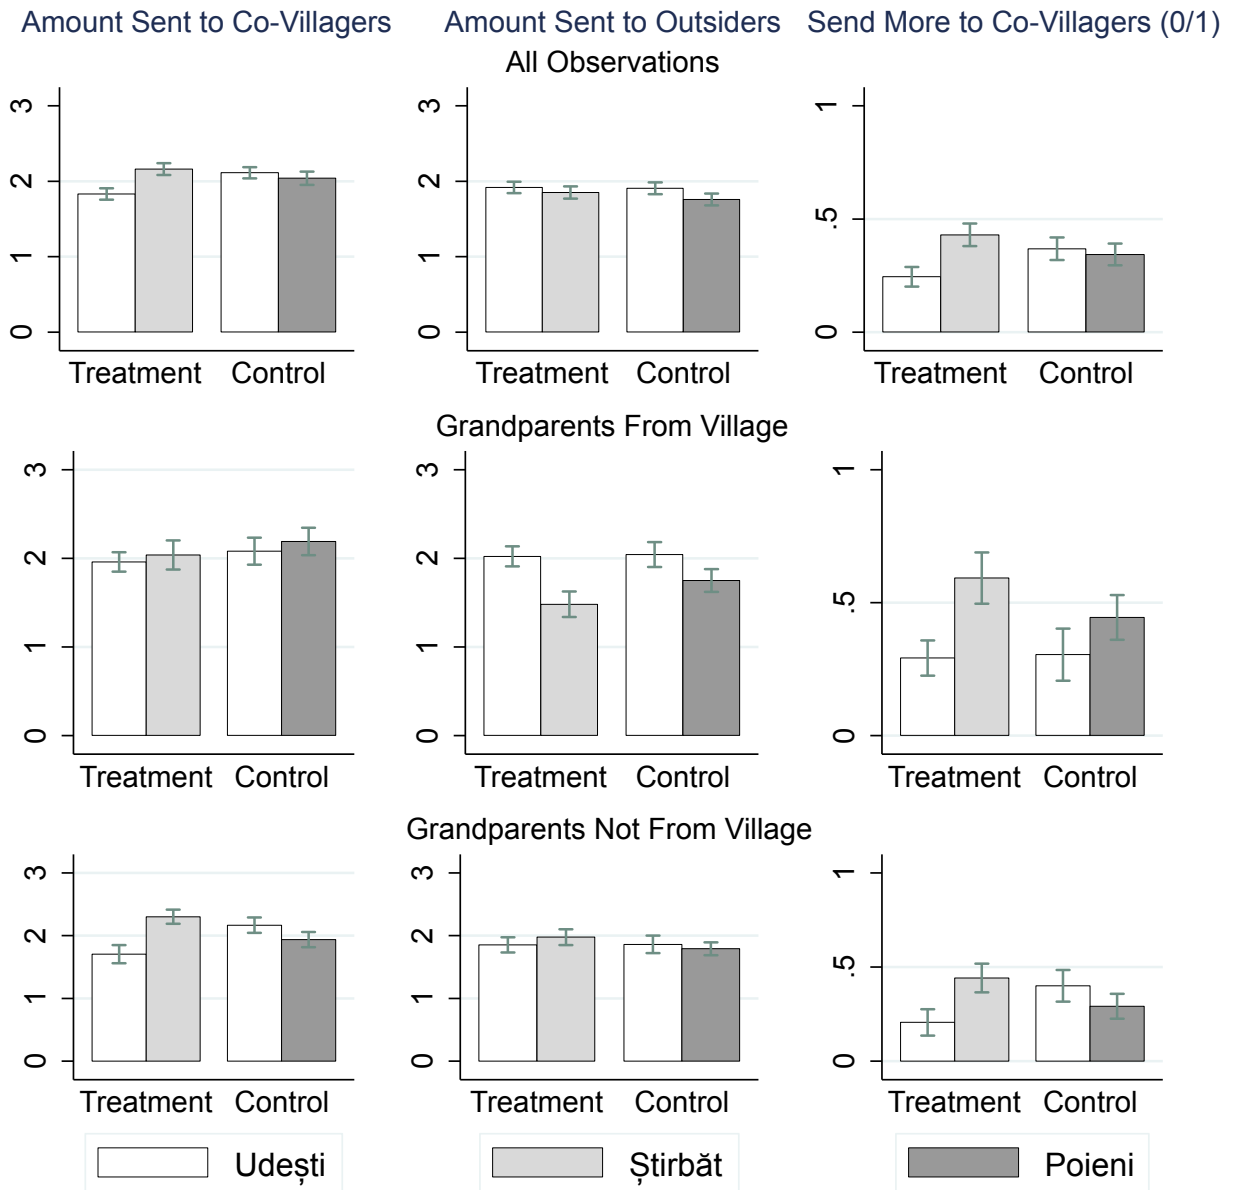 Amount Sent to Co-Villagers Amount Sent to Outsiders Send More to Co-Villagers (0/1)
All Observations
3 3 1
2 2 .5
1 1
0 0 0
Treatment Control Treatment Control Treatment Control
Grandparents From Village
3 3 1
2 2 .5
1 1
0 0 0
Treatment Control Treatment Control Treatment Control
Grandparents Not From Village
3 3 1
2 2 .5
1 1
0 0 0
Treatment Control Treatment Control Treatment Control
Udești Știrbăt Poieni